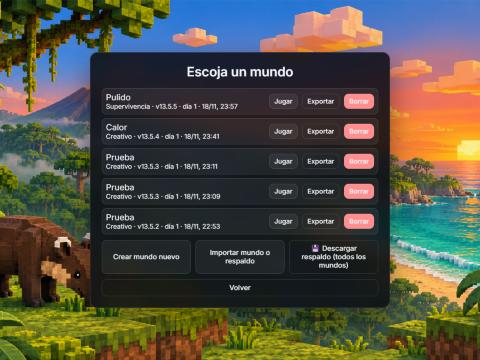 Escoja un mundo
Pulido
Supervivencia · v13.5.5 · día 1 · 18/11, 23:57
Jugar Exportar Borrar
Calor
Creativo · v13.5.4 · día 1 · 18/11, 23:41
Jugar Exportar Borrar
Prueba
Creativo · v13.5.3 · día 1 · 18/11, 23:11
Jugar Exportar Borrar
Prueba
Creativo · v13.5.3 · día 1 · 18/11, 23:09
Jugar Exportar Borrar
Prueba
Creativo · v13.5.2 · día 1 · 18/11, 22:53
Jugar Exportar Borrar
Crear mundo nuevo
Importar mundo o
respaldo
💾 Descargar
respaldo (todos los
mundos)
Volver